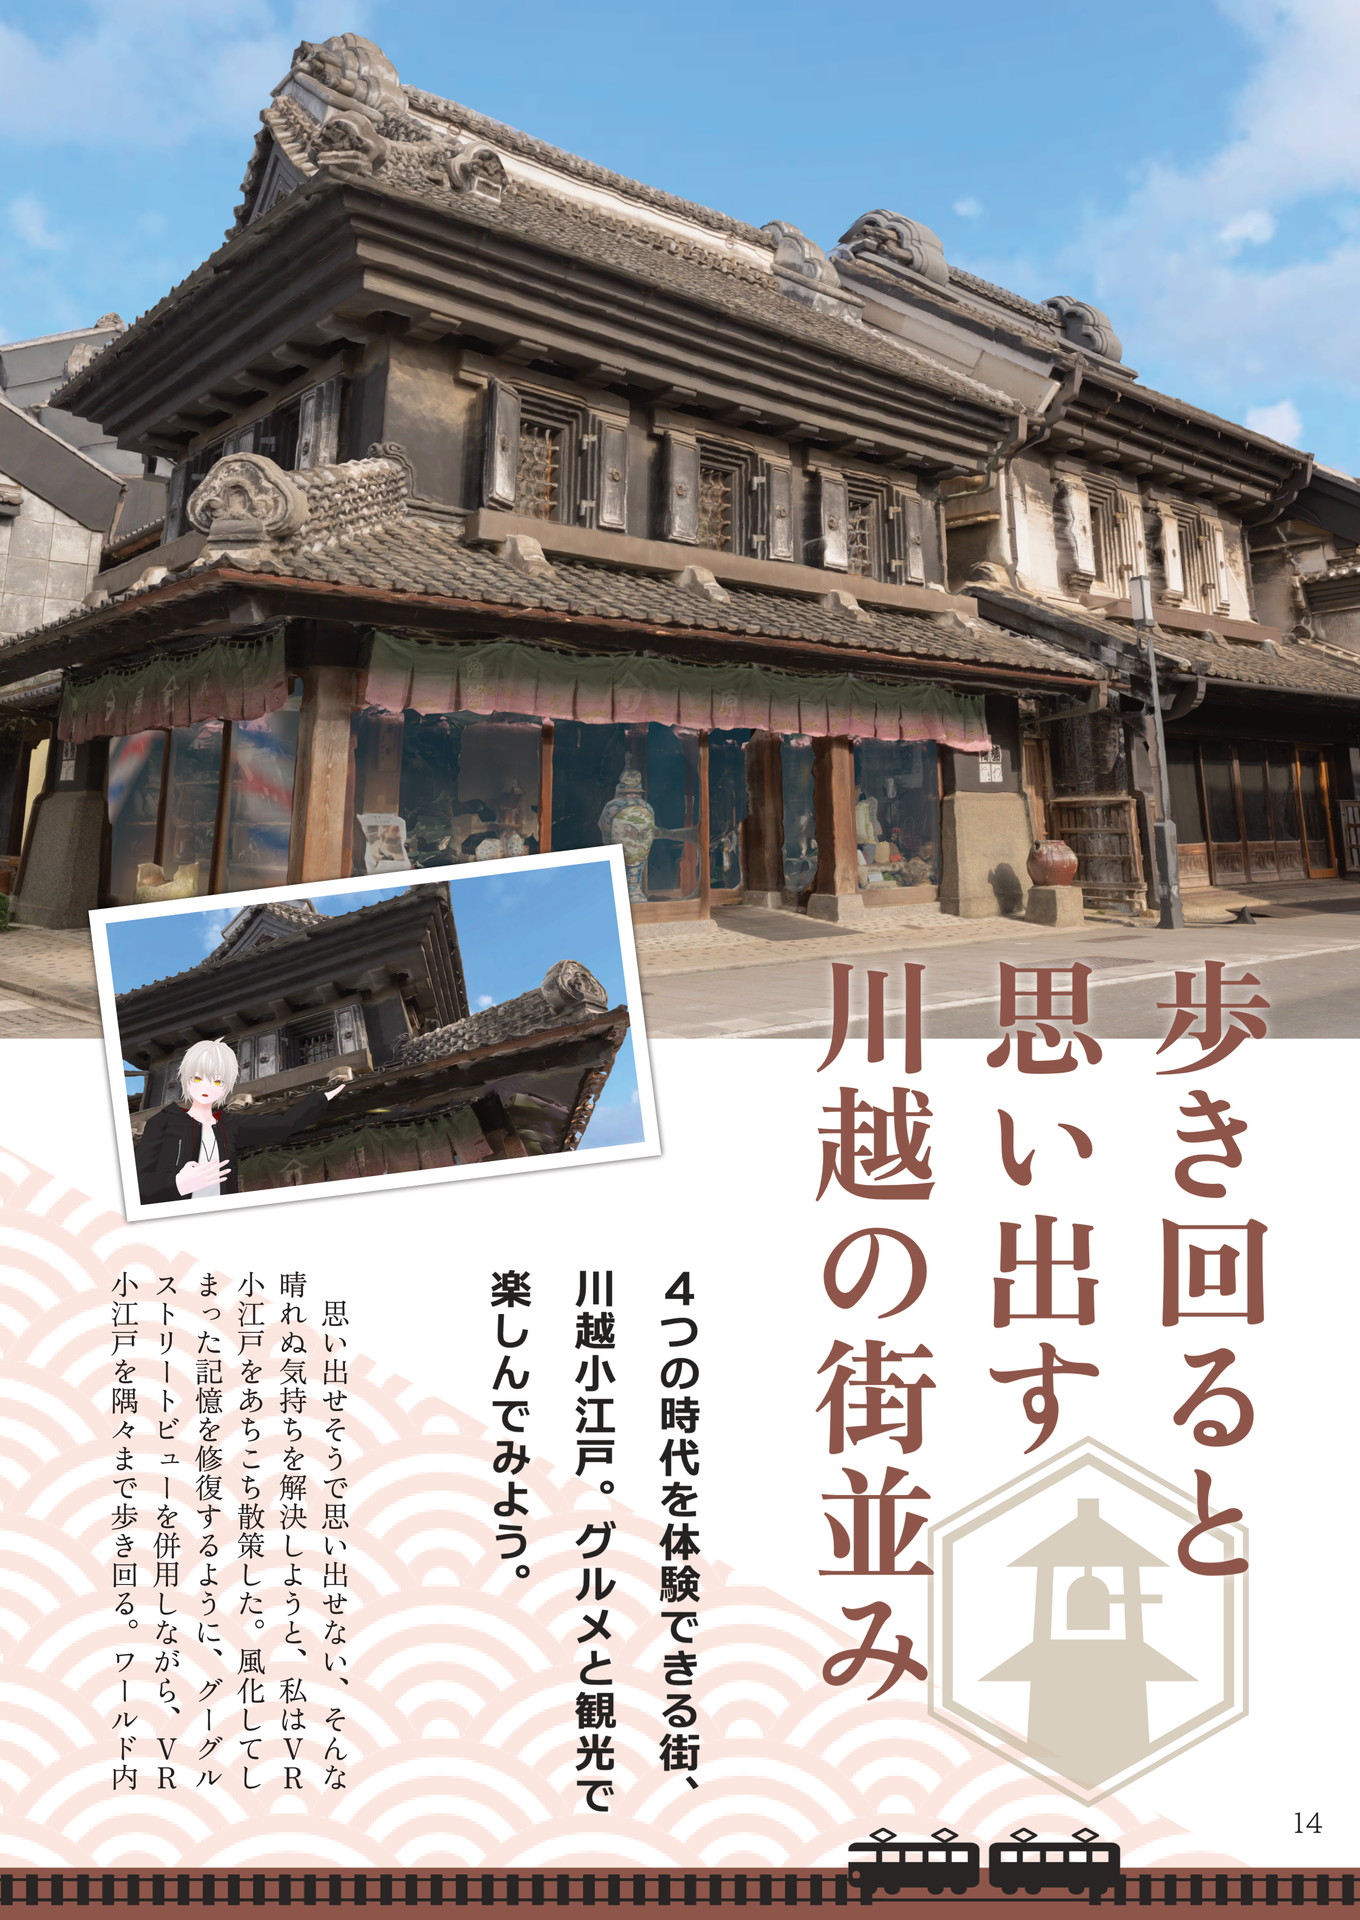 歩き回ると
思い出す
川越の街並み
4つの時代を体験できる街、
川越小江戸。グルメと観光で
楽しんでみよう。
思い出せそうで思い出せない、そんな
晴れぬ気持ちを解決しようと、私はVR
小江戸をあちこち散策した。風化してし
まった記憶を修復するように、グーグル
ストリートビューを併用しながら、VR
小江戸を隅々まで歩き回る。ワールド内
14